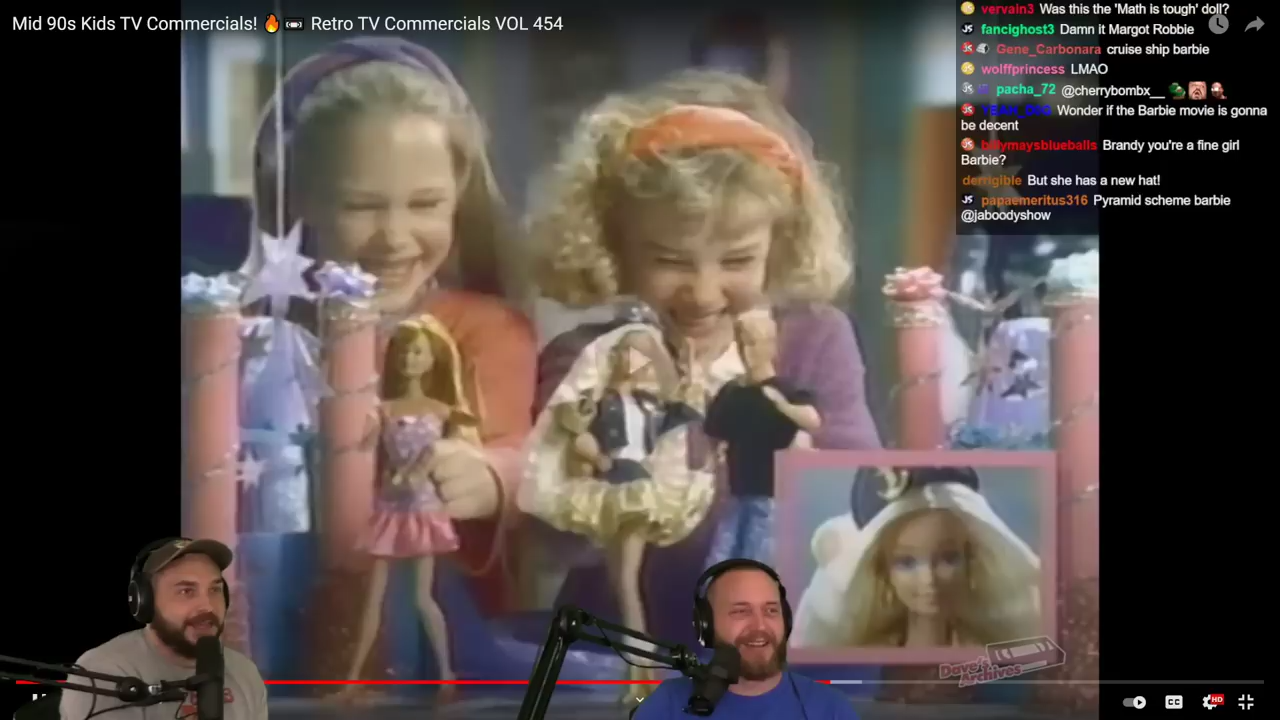 Mid 90s Kids TV Commercials! 🔥📼 Retro TV Commercials VOL 454
vervain3 Was this the 'Math is tough' doll?
fancighost3 Damn it Margot Robbie
Gene_Carbonara cruise ship barbie
wolffprincess LMAO
pacha_72 @cherrybombx__
Wonder if the Barbie movie is gonna
be decent
billymaysblueballs Brandy you're a fine girl
Barbie?
derrigible But she has a new hat!
papaemeritus316 Pyramid scheme barbie
@jaboodyshow
Dave's
Archives
CC
HD